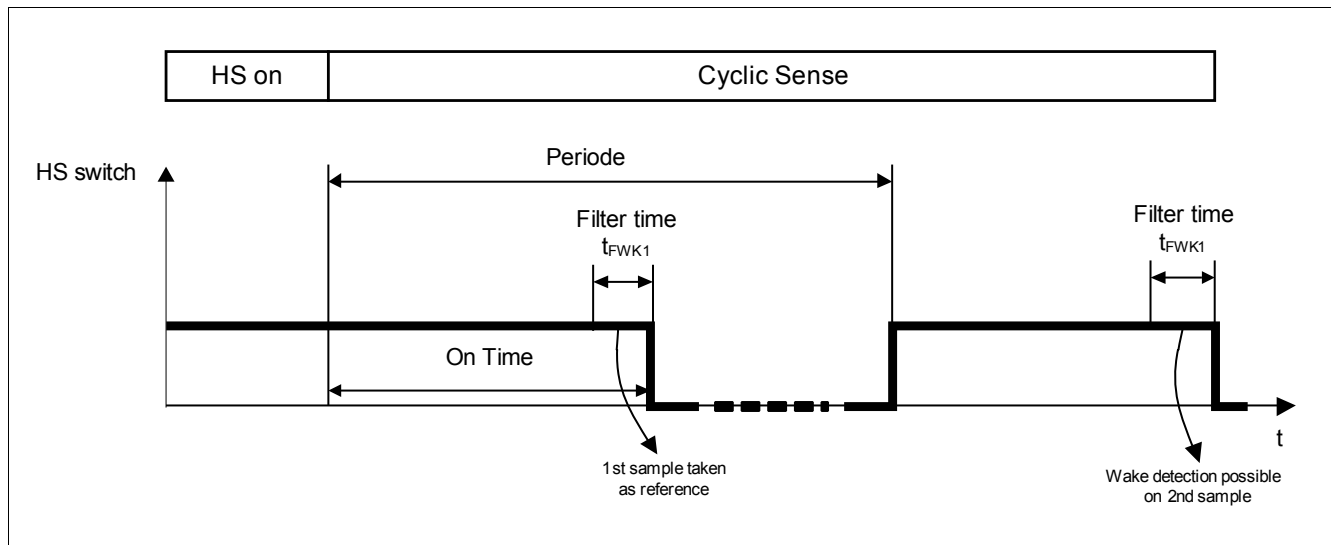 HS on
Cyclic Sense
HS switch
Periode
Filter time
tFWK1
Filter time
tFWK1
On Time
t
1st sample taken
as reference
Wake detection possible
on 2nd sample